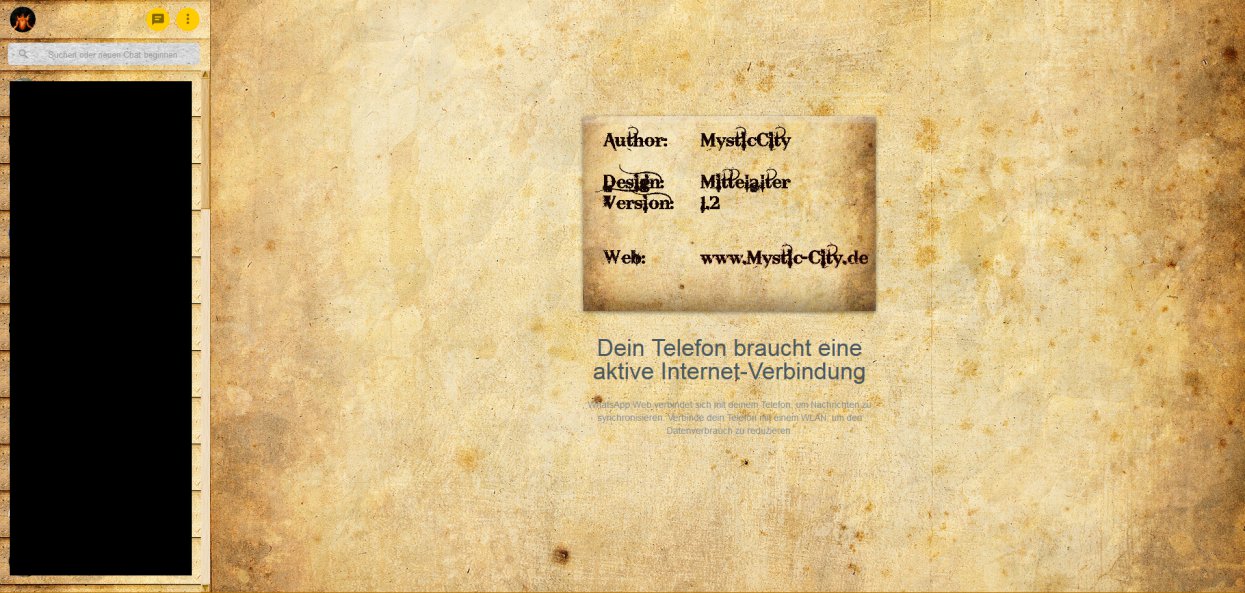 Suchen oder neuen Chat beginnen
Author: MysticCity
Design: Mittelalter
Version: 1.2
Web: www.Mystic-City.de
Dein Telefon braucht eine
aktive Internet-Verbindung
WhatsApp Web verbindet sich mit deinem Telefon, um Nachrichten zu
synchronisieren. Verbinde dein Telefon mit einem WLAN, um den
Datenverbrauch zu reduzieren.